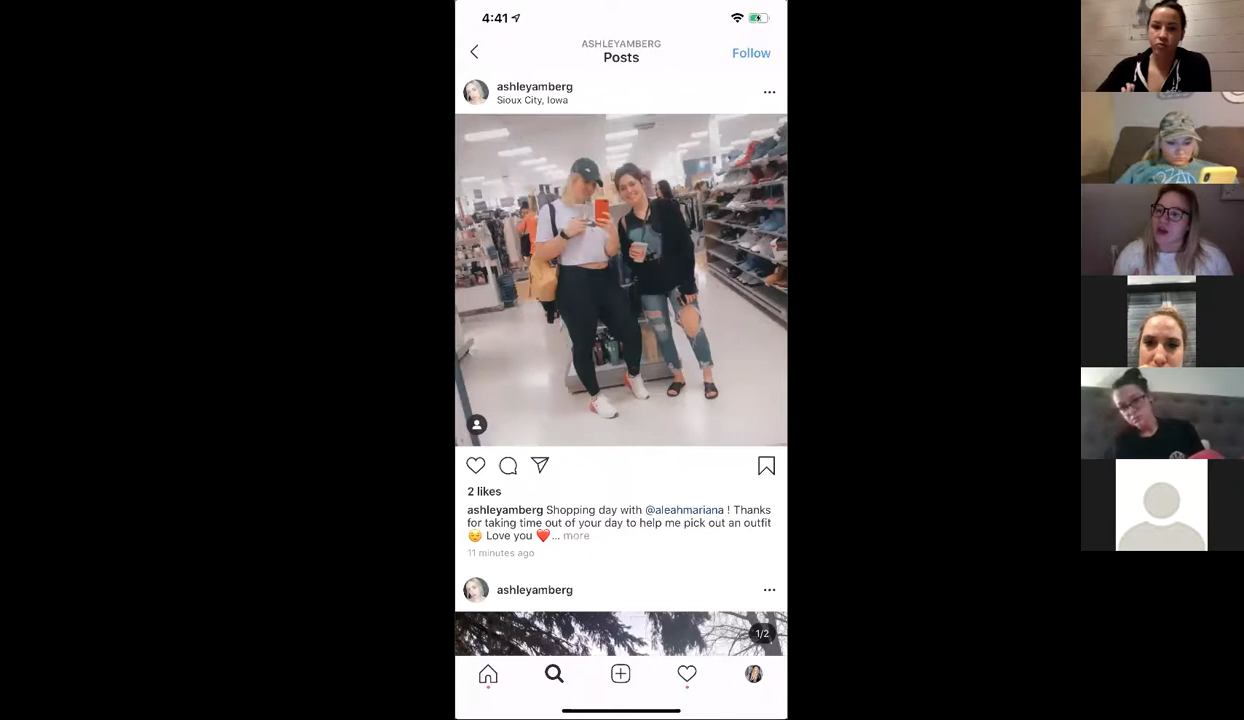 4:41
ASHLEYAMBERG
Posts
Follow
ashleyamberg
Sioux City, Iowa
2 likes
ashleyamberg Shopping day with @aleahmariana ! Thanks
for taking time out of your day to help me pick out an outfit
😌 Love you ❤️... more
11 minutes ago
ashleyamberg
1/2